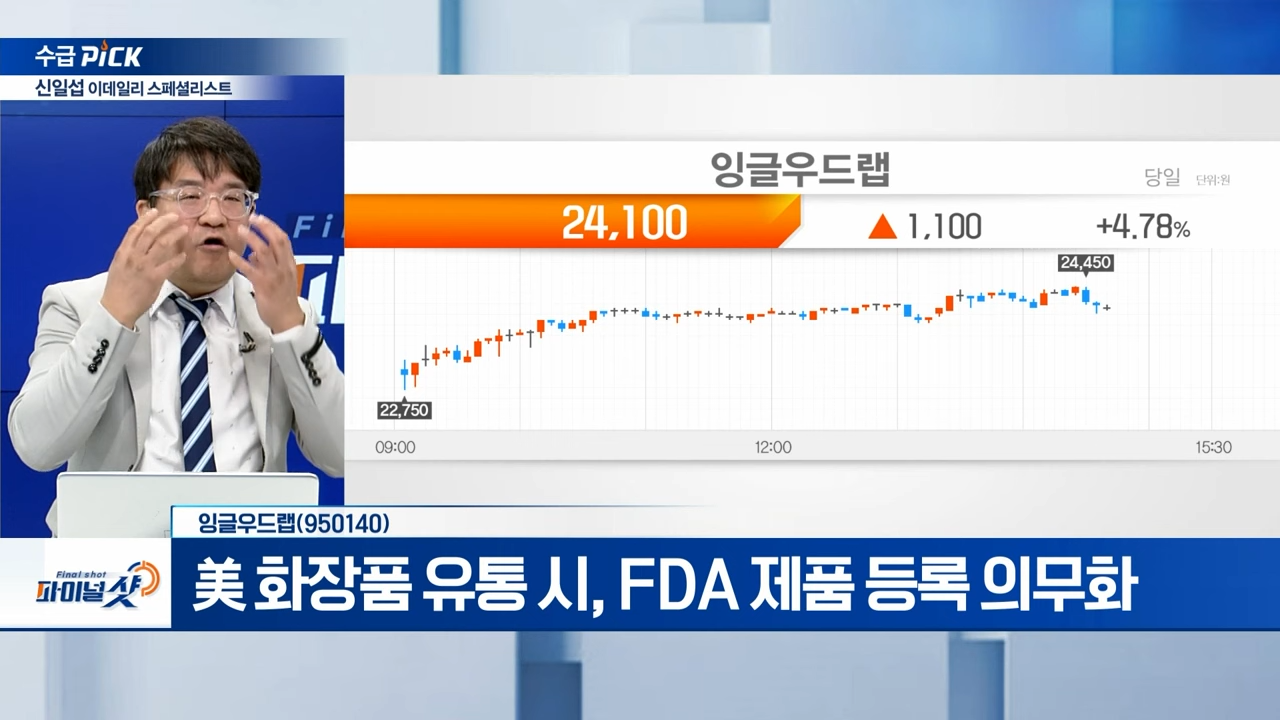 수급 PiCK
신일섭 이데일리 스페셜리스트
Fi
잉글우드랩
당일 단위:원
24,100 ▲ 1,100 +4.78%
24,450
22,750
09:00 12:00 15:30
잉글우드랩(950140)
Final shot
파이널샷
美 화장품 유통 시, FDA 제품 등록 의무화